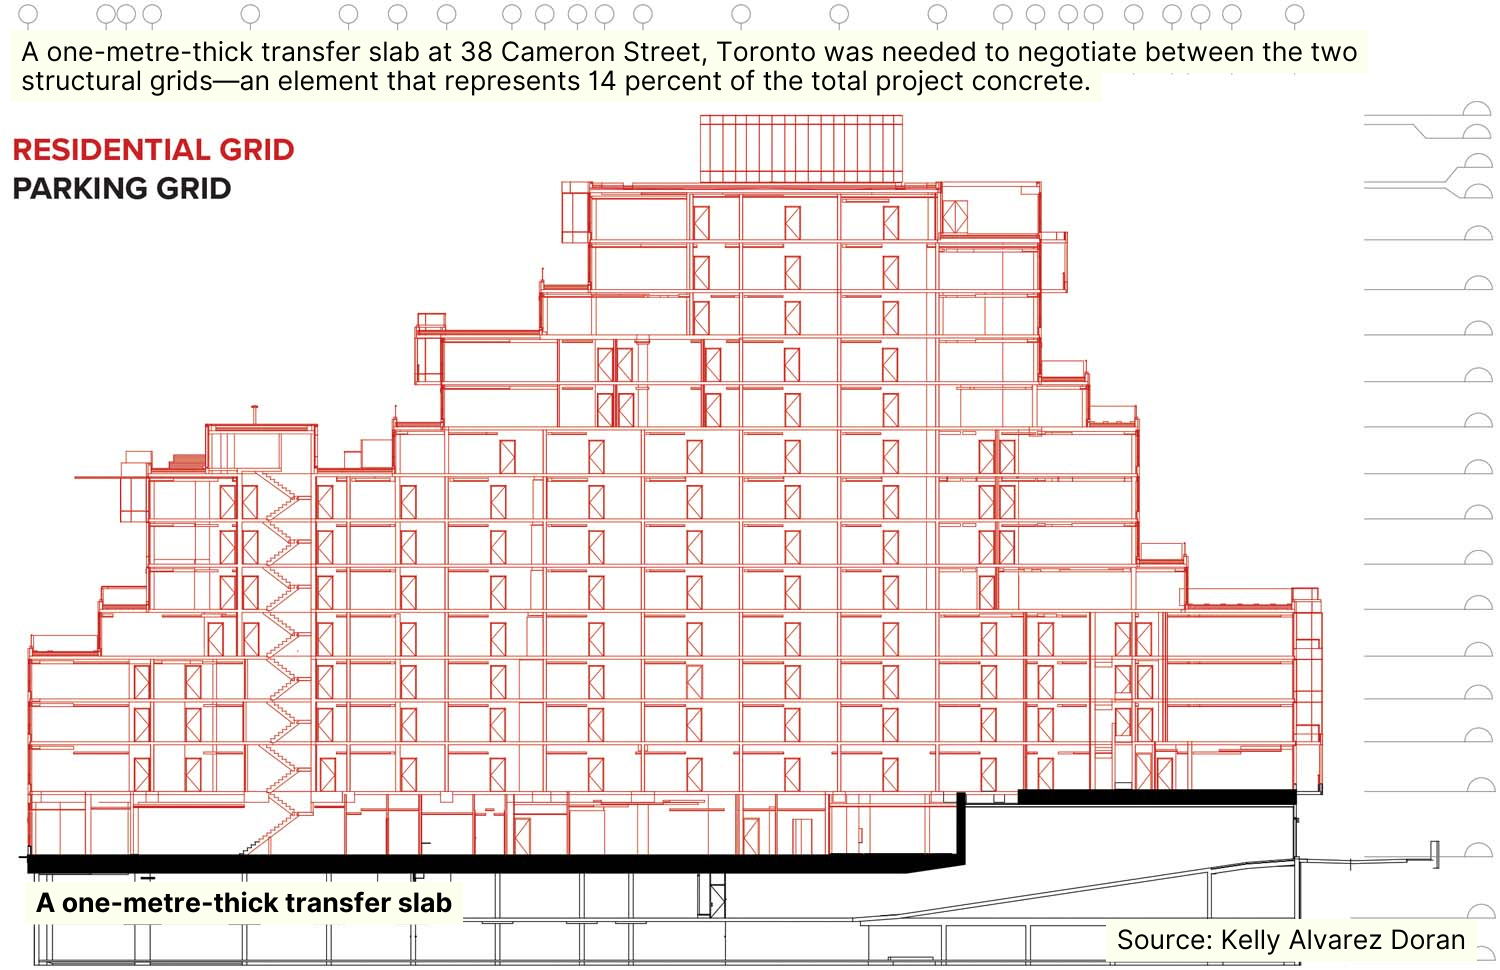 A one-metre-thick transfer slab at 38 Cameron Street, Toronto was needed to negotiate between the two
structural grids—an element that represents 14 percent of the total project concrete.
RESIDENTIAL GRID
PARKING GRID
A one-metre-thick transfer slab
Source: Kelly Alvarez Doran